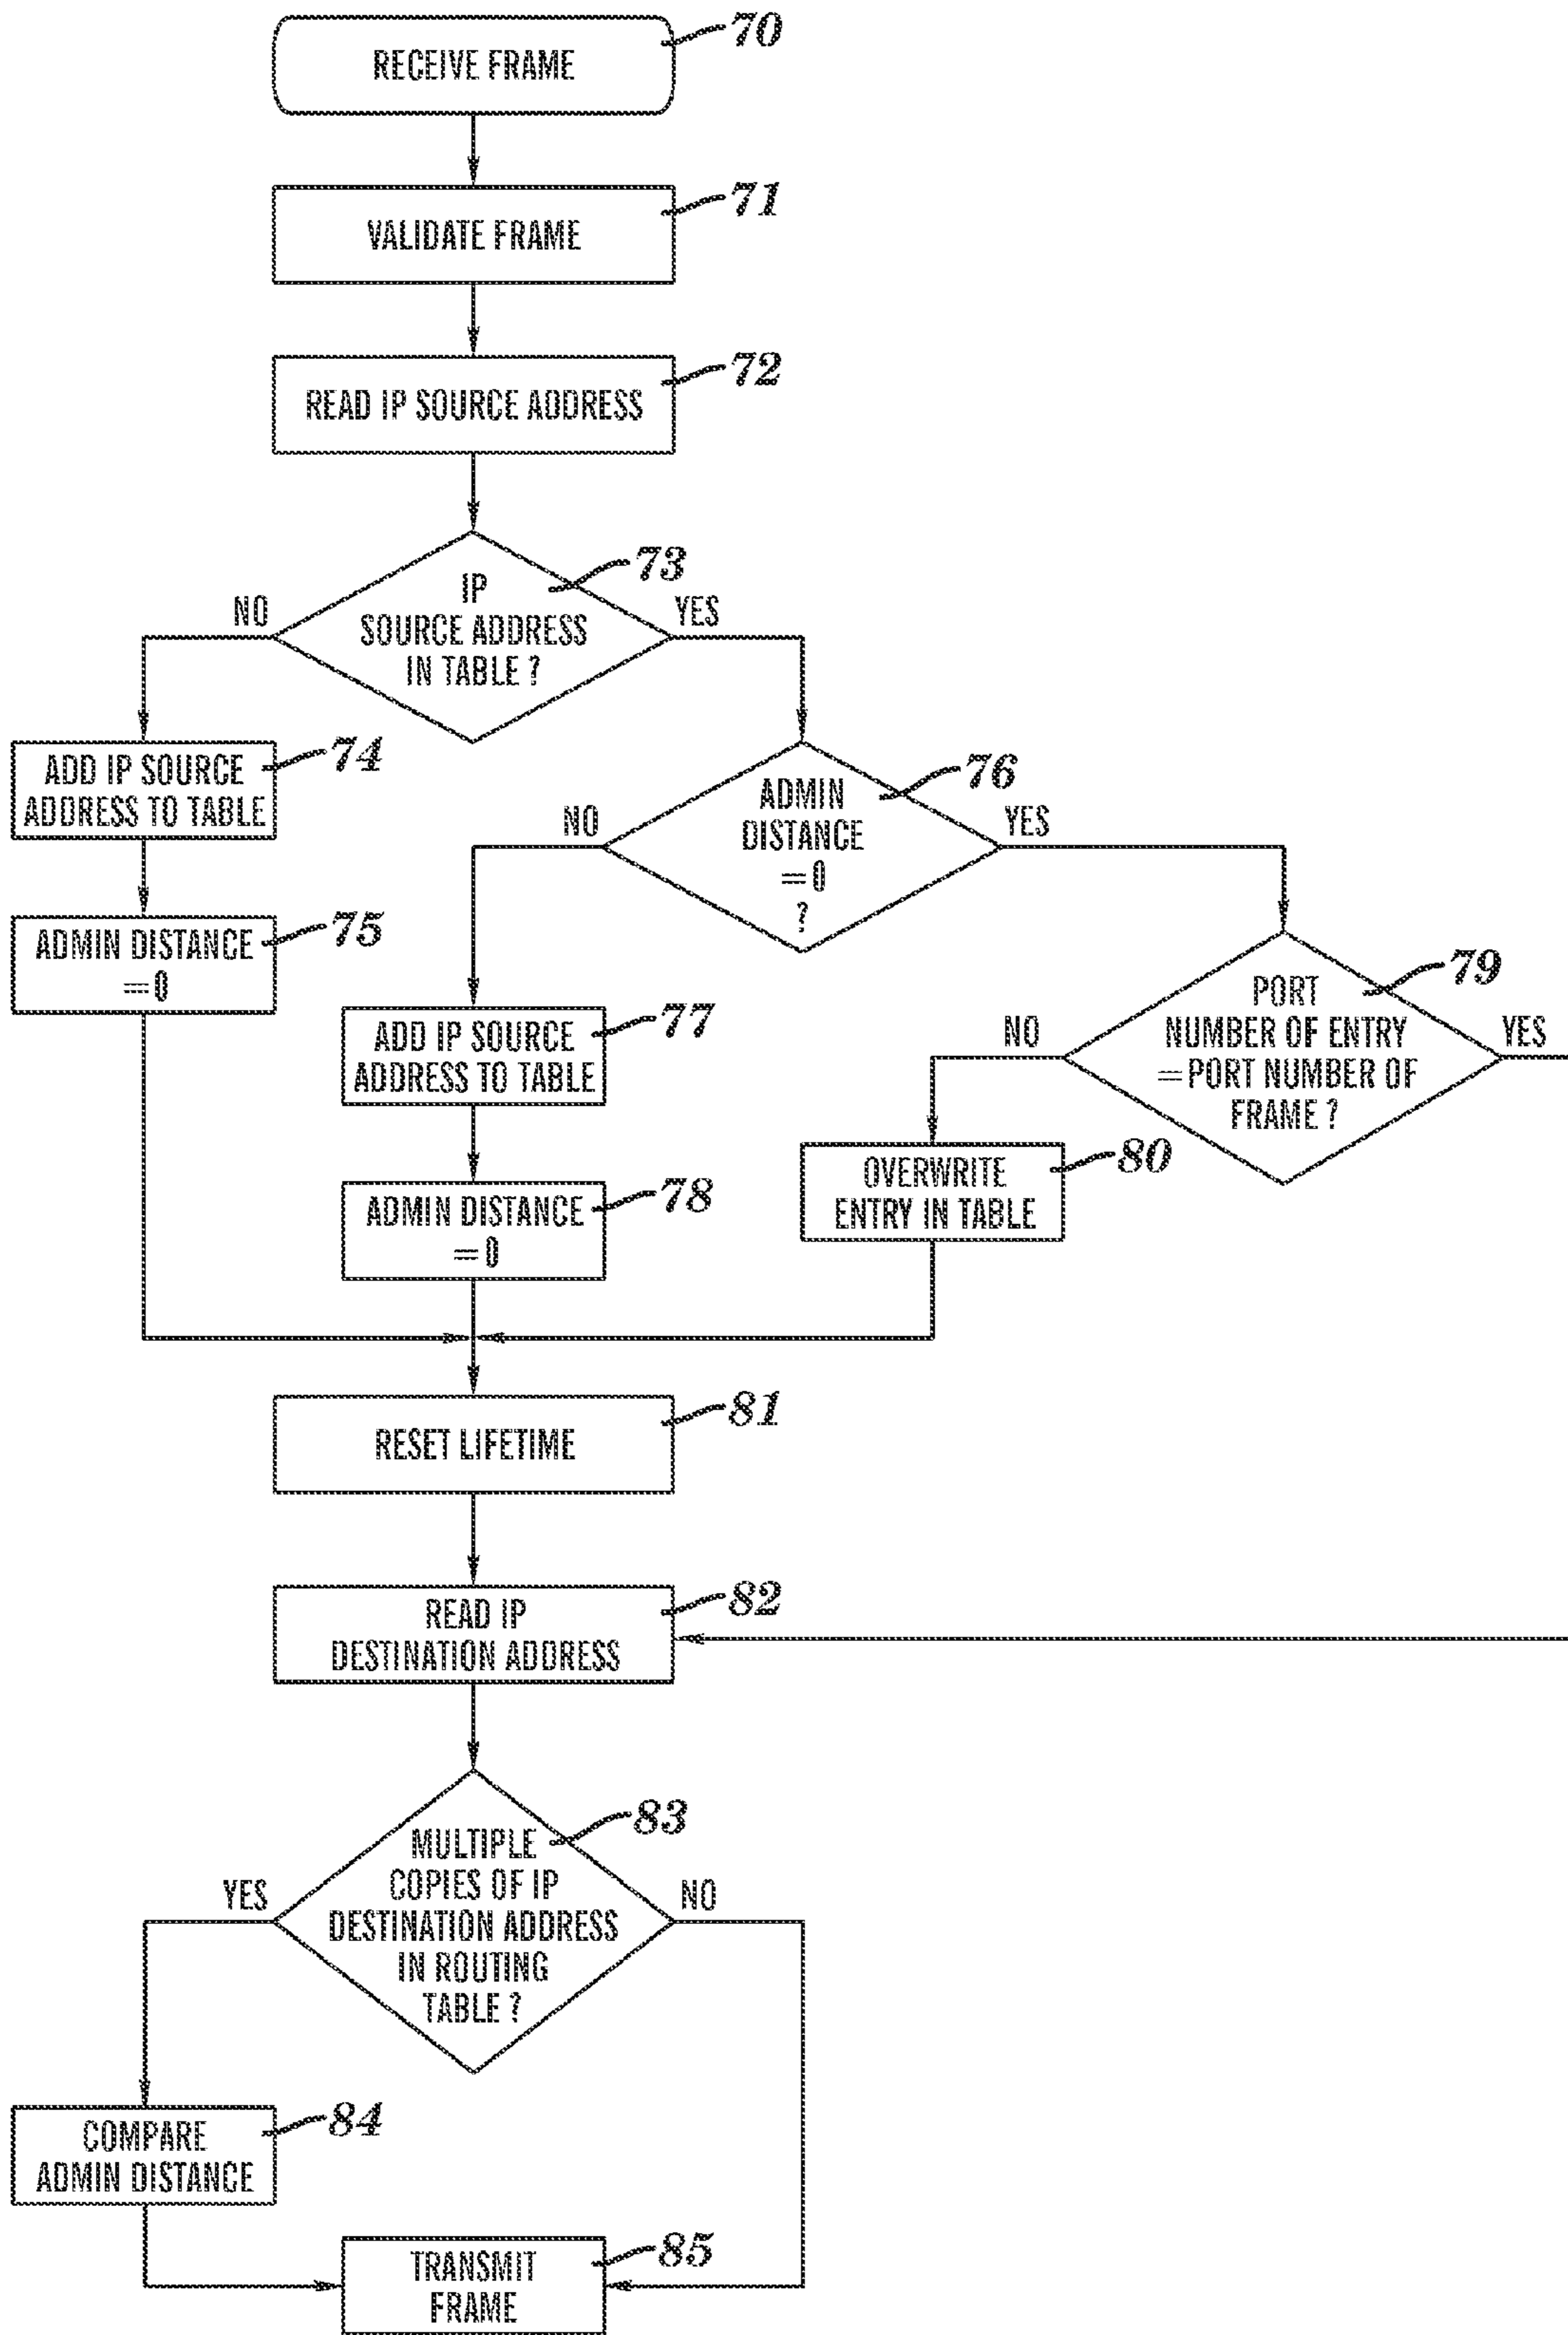 RECEIVE FRAME
70
VALIDATE FRAME
71
READ IP SOURCE ADDRESS
72
IP
SOURCE ADDRESS
IN TABLE ?
73
NO
YES
ADD IP SOURCE
ADDRESS TO TABLE
74
ADMIN DISTANCE
= 0
75
ADMIN
DISTANCE
= 0
?
76
NO
YES
ADD IP SOURCE
ADDRESS TO TABLE
77
ADMIN DISTANCE
= 0
78
PORT
NUMBER OF ENTRY
= PORT NUMBER OF
FRAME ?
79
NO
YES
OVERWRITE
ENTRY IN TABLE
80
RESET LIFETIME
81
READ IP
DESTINATION ADDRESS
82
MULTIPLE
COPIES OF IP
DESTINATION ADDRESS
IN ROUTING
TABLE ?
83
YES
NO
COMPARE
ADMIN DISTANCE
84
TRANSMIT
FRAME
85